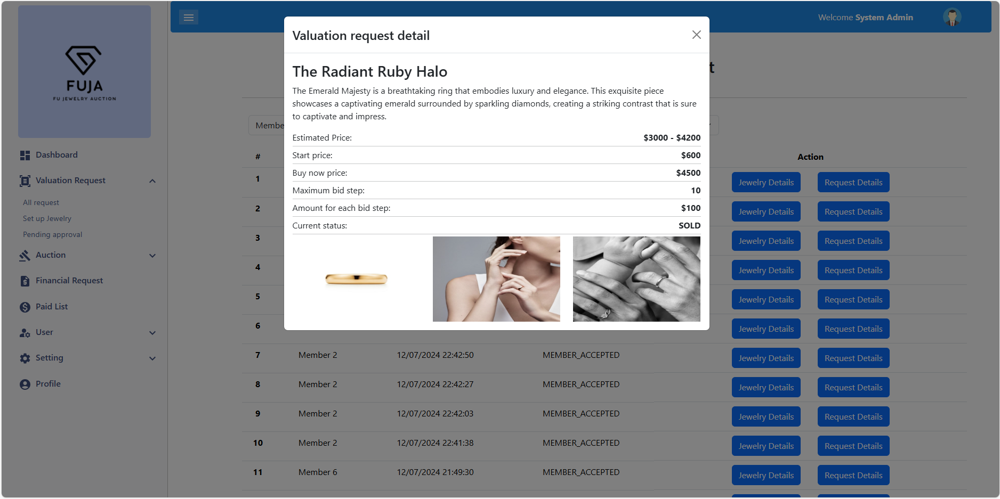 FUJA
FU JEWELRY AUCTION
Dashboard
Valuation Request
All request
Set up Jewelry
Pending approval
Auction
Financial Request
Paid List
User
Setting
Profile
Welcome System Admin
Valuation request detail
The Radiant Ruby Halo
The Emerald Majesty is a breathtaking ring that embodies luxury and elegance. This exquisite piece
showcases a captivating emerald surrounded by sparkling diamonds, creating a striking contrast that is sure
to captivate and impress.
Estimated Price: $3000 - $4200
Start price: $600
Buy now price: $4500
Maximum bid step: 10
Amount for each bid step: $100
Current status: SOLD
# Action
1 Jewelry Details Request Details
2 Jewelry Details Request Details
3 Jewelry Details Request Details
4 Jewelry Details Request Details
5 Jewelry Details Request Details
6 Jewelry Details Request Details
7 Member 2 12/07/2024 22:42:50 MEMBER_ACCEPTED Jewelry Details Request Details
8 Member 2 12/07/2024 22:42:27 MEMBER_ACCEPTED Jewelry Details Request Details
9 Member 2 12/07/2024 22:42:03 MEMBER_ACCEPTED Jewelry Details Request Details
10 Member 2 12/07/2024 22:41:38 MEMBER_ACCEPTED Jewelry Details Request Details
11 Member 6 12/07/2024 21:49:30 MEMBER_ACCEPTED Jewelry Details Request Details